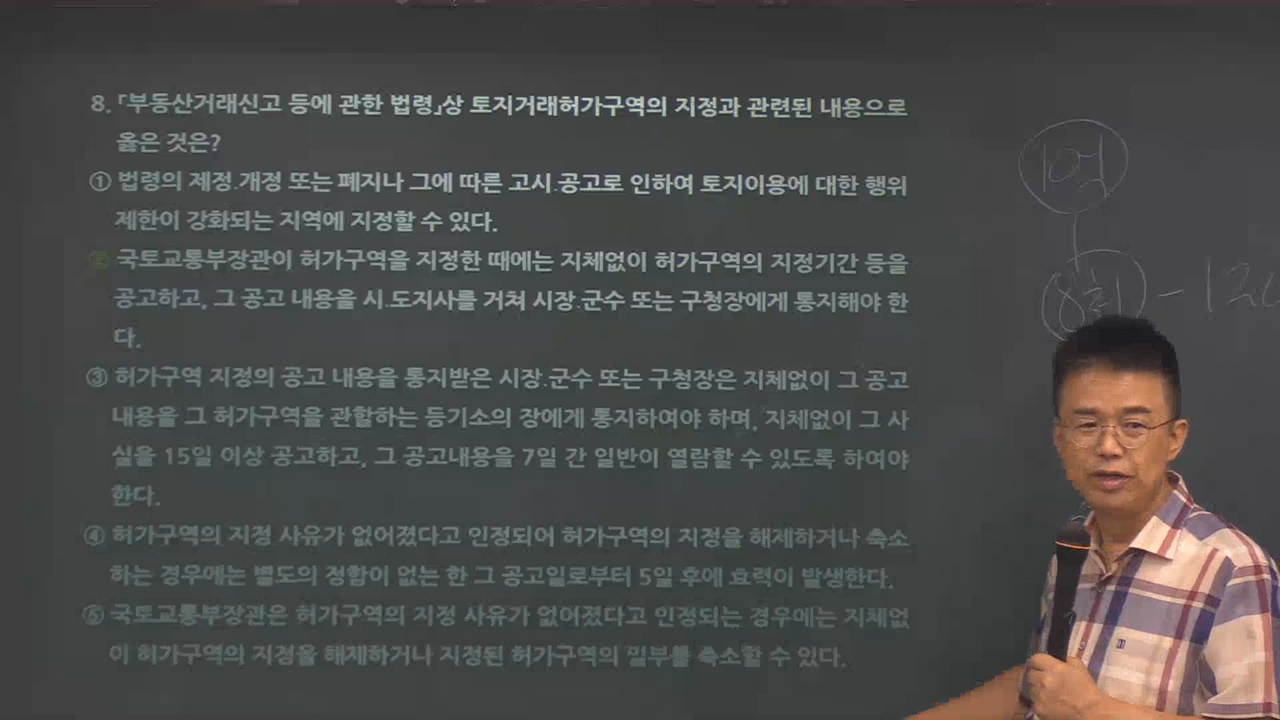 8. 「부동산거래신고 등에 관한 법령」상 토지거래허가구역의 지정과 관련된 내용으로
옳은 것은?
① 법령의 제정.개정 또는 폐지나 그에 따른 고시.공고로 인하여 토지이용에 대한 행위
제한이 강화되는 지역에 지정할 수 있다.
② 국토교통부장관이 허가구역을 지정한 때에는 지체없이 허가구역의 지정기간 등을
공고하고, 그 공고 내용을 시.도지사를 거쳐 시장.군수 또는 구청장에게 통지해야 한
다.
③ 허가구역 지정의 공고 내용을 통지받은 시장.군수 또는 구청장은 지체없이 그 공고
내용을 그 허가구역을 관할하는 등기소의 장에게 통지하여야 하며, 지체없이 그 사
실을 15일 이상 공고하고, 그 공고내용을 7일 간 일반이 열람할 수 있도록 하여야
한다.
④ 허가구역의 지정 사유가 없어졌다고 인정되어 허가구역의 지정을 해제하거나 축소
하는 경우에는 별도의 정함이 없는 한 그 공고일로부터 5일 후에 효력이 발생한다.
⑤ 국토교통부장관은 허가구역의 지정 사유가 없어졌다고 인정되는 경우에는 지체없
이 허가구역의 지정을 해제하거나 지정된 허가구역의 일부를 축소할 수 있다.
1억
8회 - 120